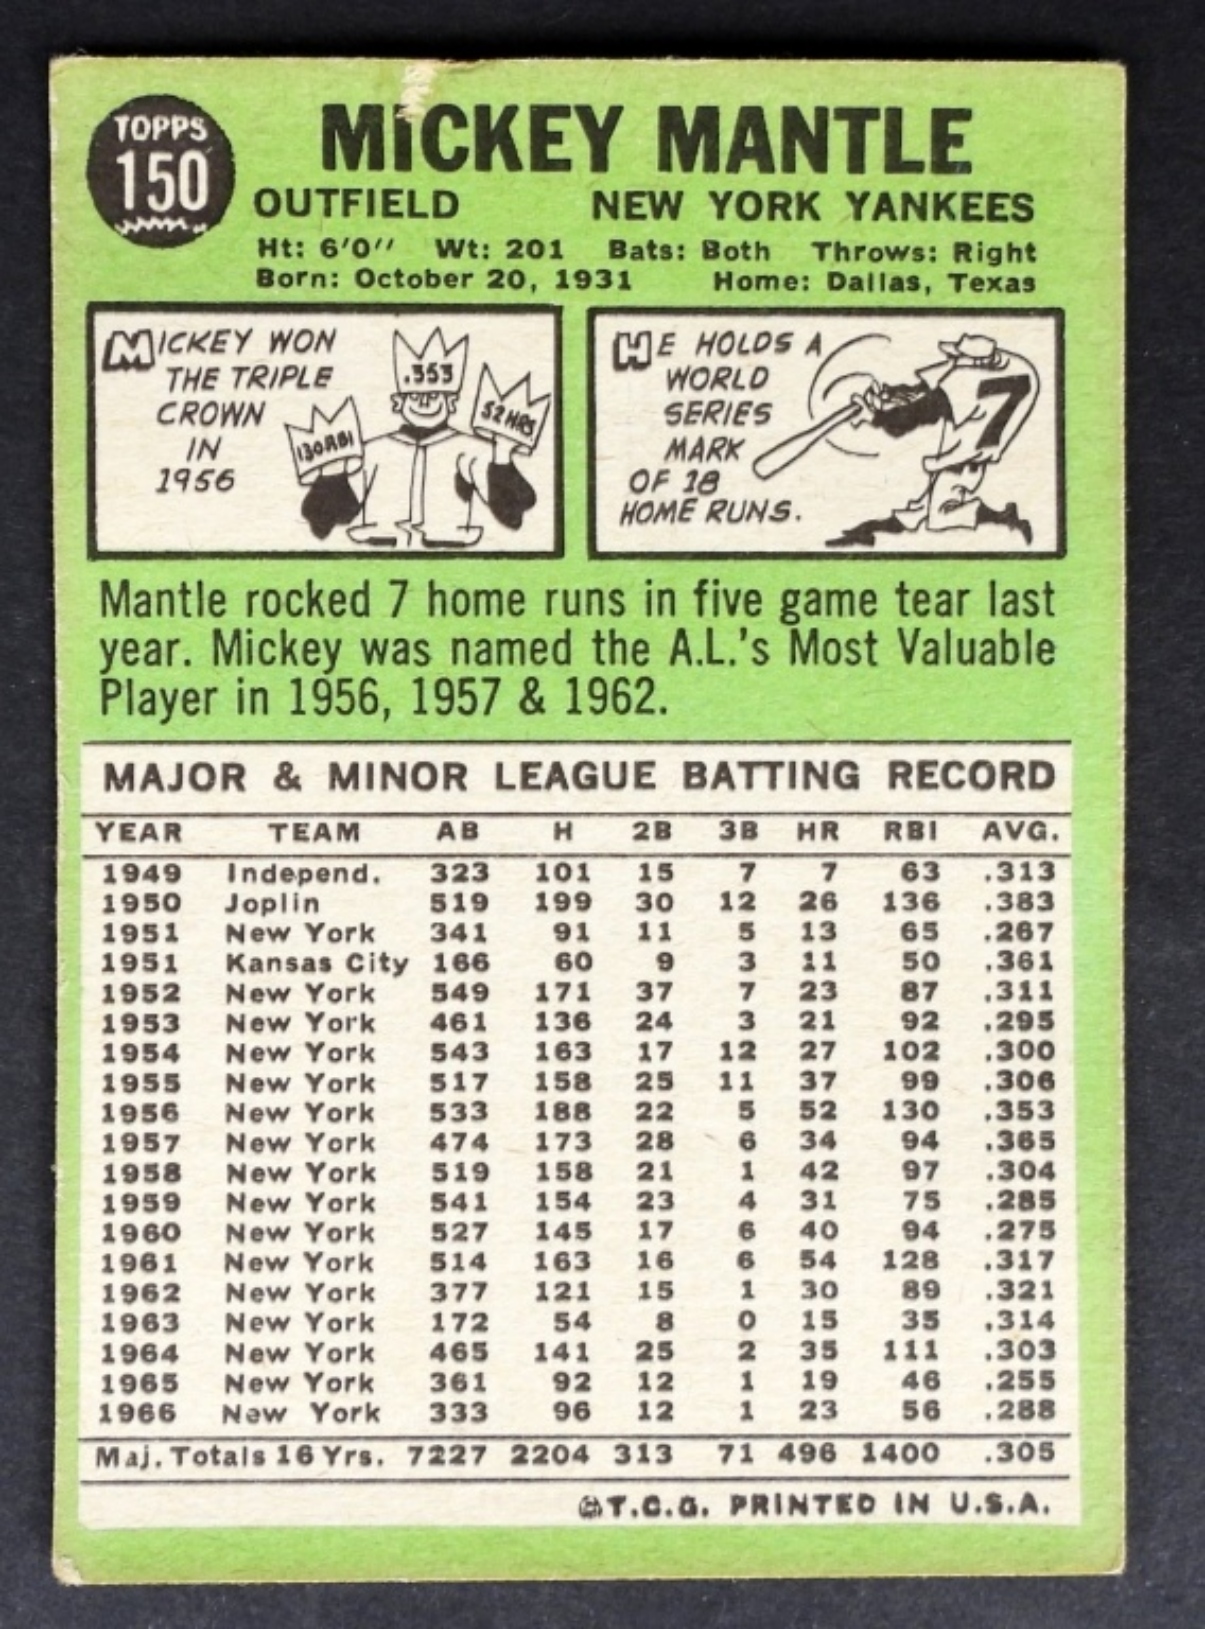 TOPPS
150
MICKEY MANTLE
OUTFIELD NEW YORK YANKEES
Ht: 6'0'' Wt: 201 Bats: Both Throws: Right
Born: October 20, 1931 Home: Dallas, Texas
MICKEY WON
THE TRIPLE
CROWN
IN
1956
.353
130 RBI
52 HRS
HE HOLDS A
WORLD
SERIES
MARK
OF 18
HOME RUNS.
7
Mantle rocked 7 home runs in five game tear last
year. Mickey was named the A.L.'s Most Valuable
Player in 1956, 1957 & 1962.
MAJOR & MINOR LEAGUE BATTING RECORD
YEAR TEAM AB H 2B 3B HR RBI AVG.
1949 Independ. 323 101 15 7 7 63 .313
1950 Joplin 519 199 30 12 26 136 .383
1951 New York 341 91 11 5 13 65 .267
1951 Kansas City 166 60 9 3 11 50 .361
1952 New York 549 171 37 7 23 87 .311
1953 New York 461 136 24 3 21 92 .295
1954 New York 543 163 17 12 27 102 .300
1955 New York 517 158 25 11 37 99 .306
1956 New York 533 188 22 5 52 130 .353
1957 New York 474 173 28 6 34 94 .365
1958 New York 519 158 21 1 42 97 .304
1959 New York 541 154 23 4 31 75 .285
1960 New York 527 145 17 6 40 94 .275
1961 New York 514 163 16 6 54 128 .317
1962 New York 377 121 15 1 30 89 .321
1963 New York 172 54 8 0 15 35 .314
1964 New York 465 141 25 2 35 111 .303
1965 New York 361 92 12 1 19 46 .255
1966 New York 333 96 12 1 23 56 .288
Maj. Totals 16 Yrs. 7227 2204 313 71 496 1400 .305
©T.C.G. PRINTED IN U.S.A.